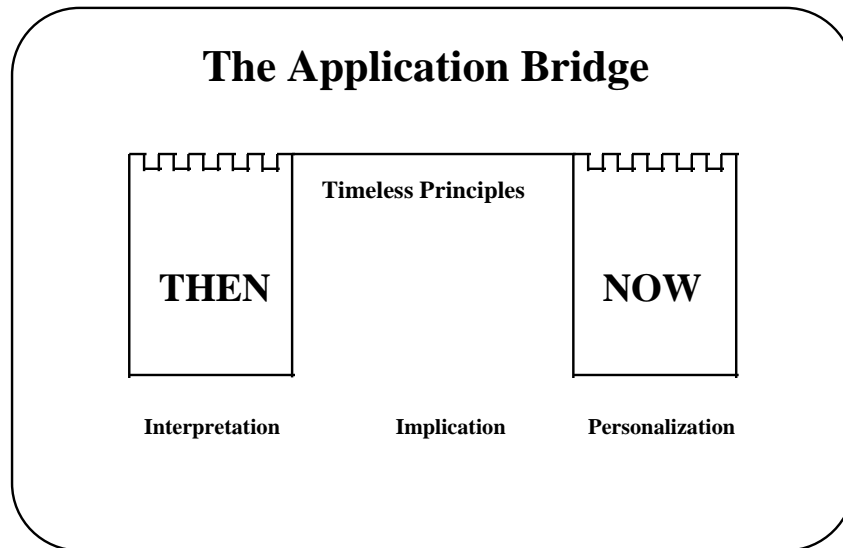 The Application Bridge
Timeless Principles
THEN NOW
Interpretation Implication Personalization